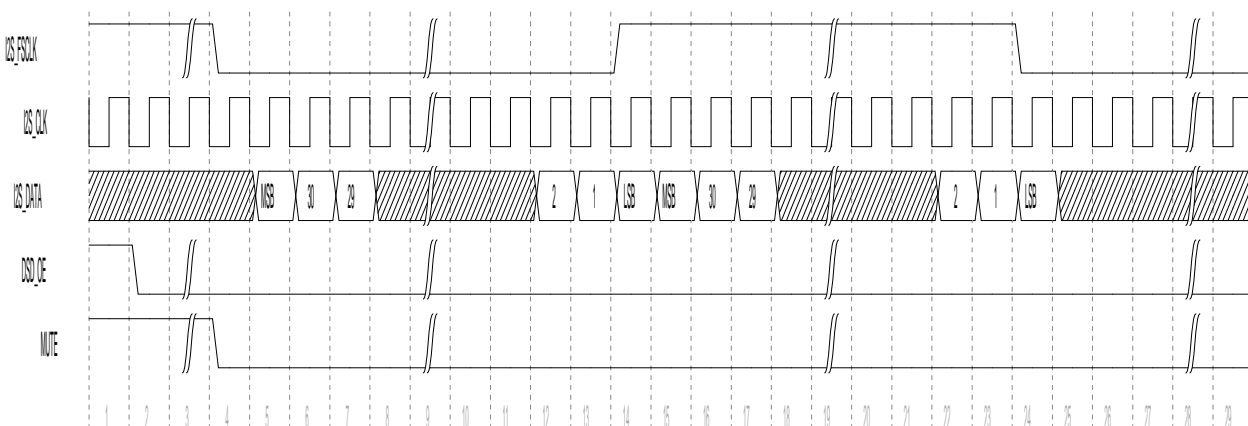 I2S_FSCLK
I2S_CLK
I2S_DATA MSB 30 29 2 1 LSB MSB 30 29 2 1 LSB
DSD_OE
MUTE
1 2 3 4 5 6 7 8 9 10 11 12 13 14 15 16 17 18 19 20 21 22 23 24 25 26 27 28 29